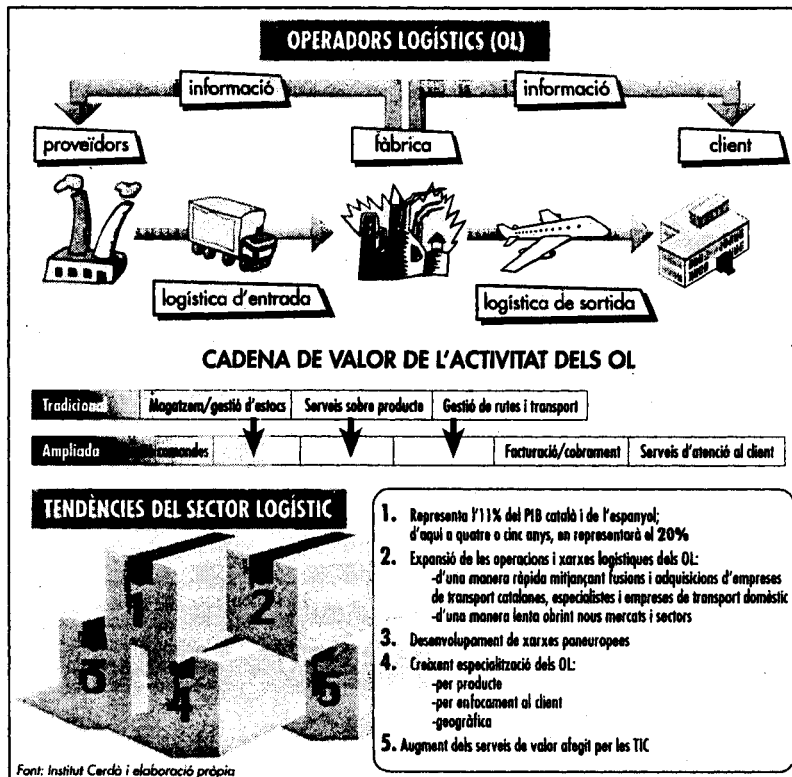 OPERADORS LOGÍSTICS (OL)
informació
informació
proveïdors
fàbrica
client
logística d'entrada
logística de sortida
CADENA DE VALOR DE L'ACTIVITAT DELS OL
Tradicional
Magatzem/gestió d'estocs
Serveis sobre producte
Gestió de rutes i transport
Ampliada
comandes
Facturació/cobrament
Serveis d'atenció al client
TENDÈNCIES DEL SECTOR LOGÍSTIC
1
2
3
4
5
1. Representa l'11% del PIB català i de l'espanyol;
d'aquí a quatre o cinc anys, en representarà el 20%
2. Expansió de les operacions i xarxes logístiques dels OL:
-d'una manera ràpida mitjançant fusions i adquisicions d'empreses
de transport catalanes, especialistes i empreses de transport domèstic
-d'una manera lenta obrint nous mercats i sectors
3. Desenvolupament de xarxes paneuropees
4. Creixent especialització dels OL:
-per producte
-per enfocament al client
-geogràfica
5. Augment dels serveis de valor afegit per les TIC
Font: Institut Cerdà i elaboració pròpia